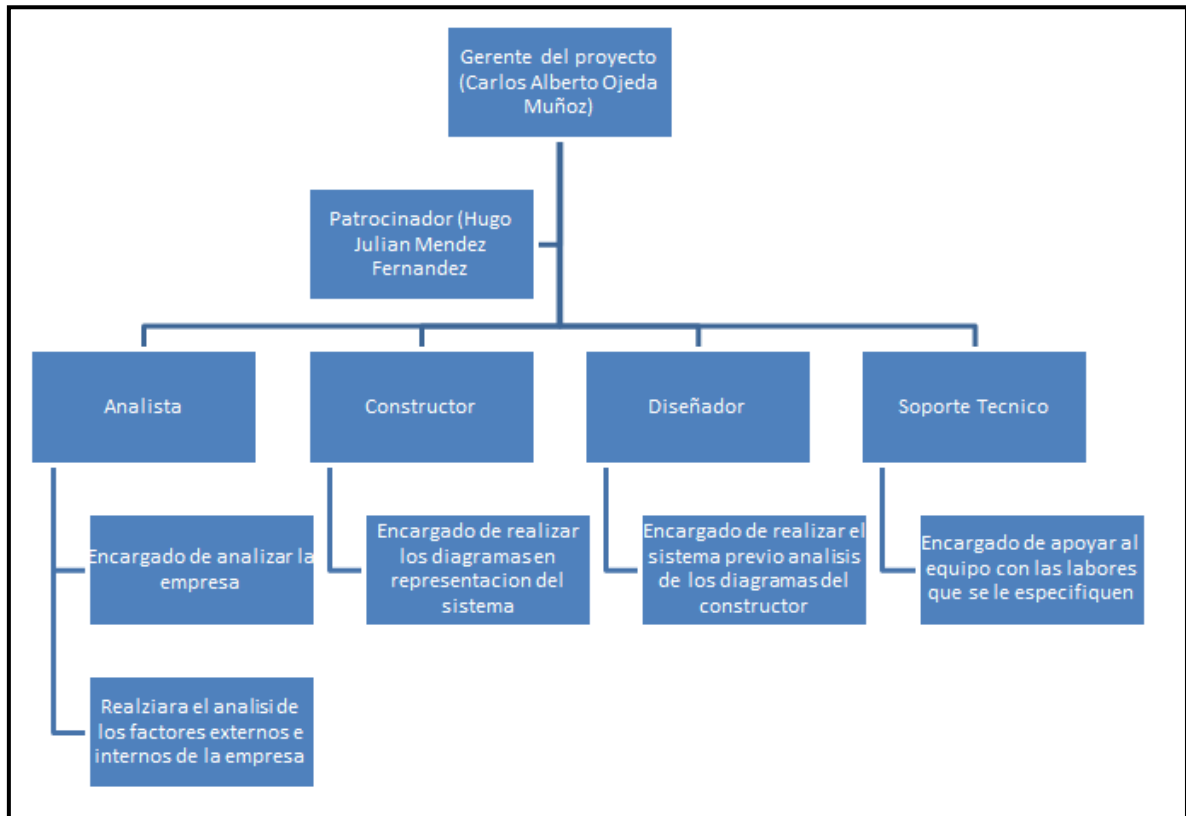 Gerente del proyecto
(Carlos Alberto Ojeda
Muñoz)
Patrocinador (Hugo
Julian Mendez
Fernandez
Analista
Constructor
Diseñador
Soporte Tecnico
Encargado de analizar la
empresa
Encargado de realizar
los diagramas en
representacion del
sistema
Encargado de realizar el
sistema previo analisis
de los diagramas del
constructor
Encargado de apoyar al
equipo con las labores
que se le especifiquen
Realziara el analisi de
los factores externos e
internos de la empresa